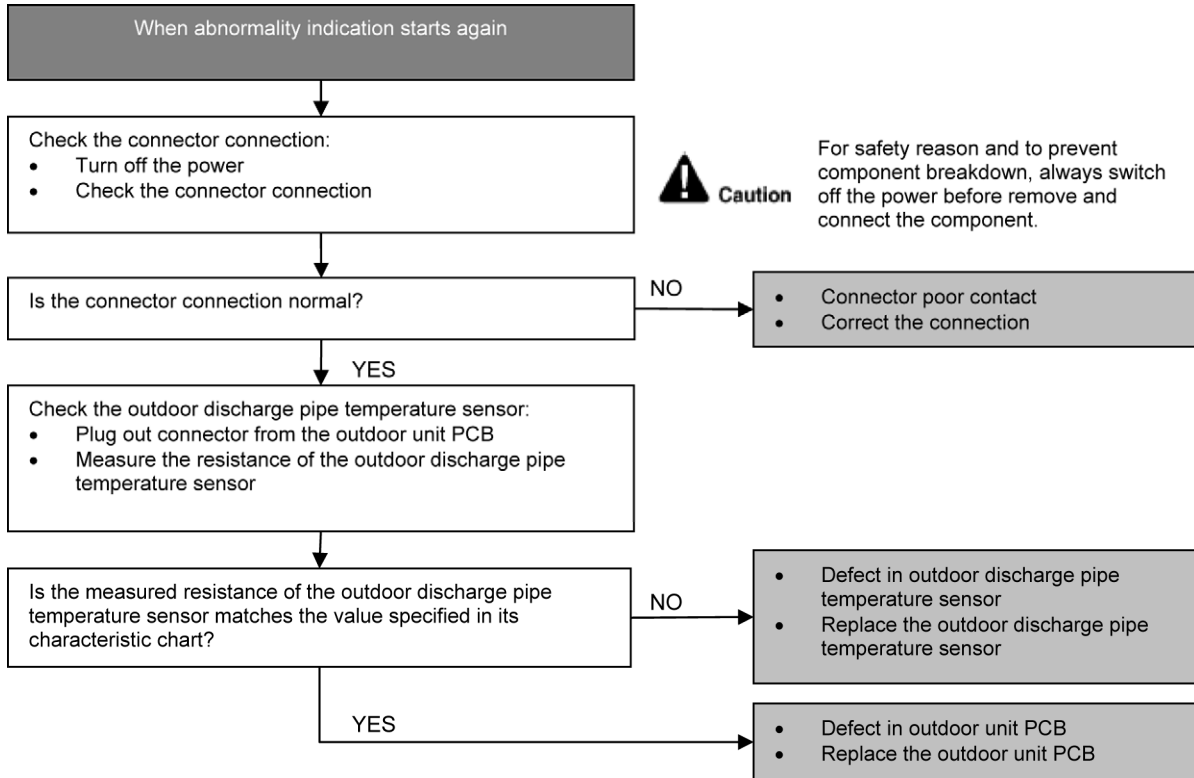 When abnormality indication starts again
Check the connector connection:
• Turn off the power
• Check the connector connection
Caution
For safety reason and to prevent
component breakdown, always switch
off the power before remove and
connect the component.
Is the connector connection normal?
NO
• Connector poor contact
• Correct the connection
YES
Check the outdoor discharge pipe temperature sensor:
• Plug out connector from the outdoor unit PCB
• Measure the resistance of the outdoor discharge pipe
temperature sensor
Is the measured resistance of the outdoor discharge pipe
temperature sensor matches the value specified in its
characteristic chart?
NO
• Defect in outdoor discharge pipe
temperature sensor
• Replace the outdoor discharge pipe
temperature sensor
YES
• Defect in outdoor unit PCB
• Replace the outdoor unit PCB